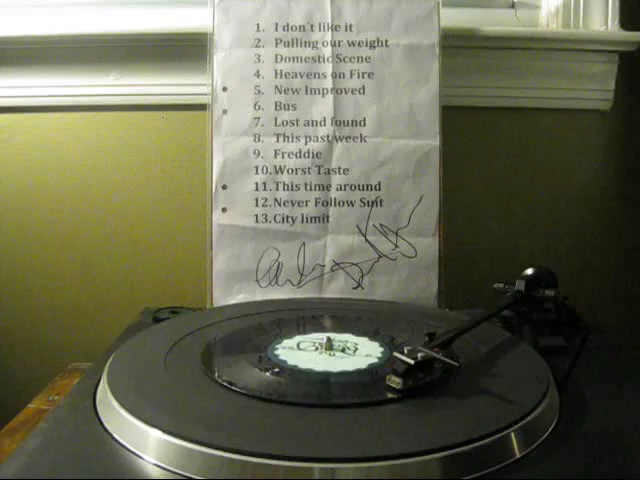 1. I don´t like it
2. Pulling our weight
3. Domestic Scene
4. Heavens on Fire
5. New Improved
6. Bus
7. Lost and found
8. This past week
9. Freddie
10. Worst Taste
11. This time around
12. Never Follow Suit
13. City limit